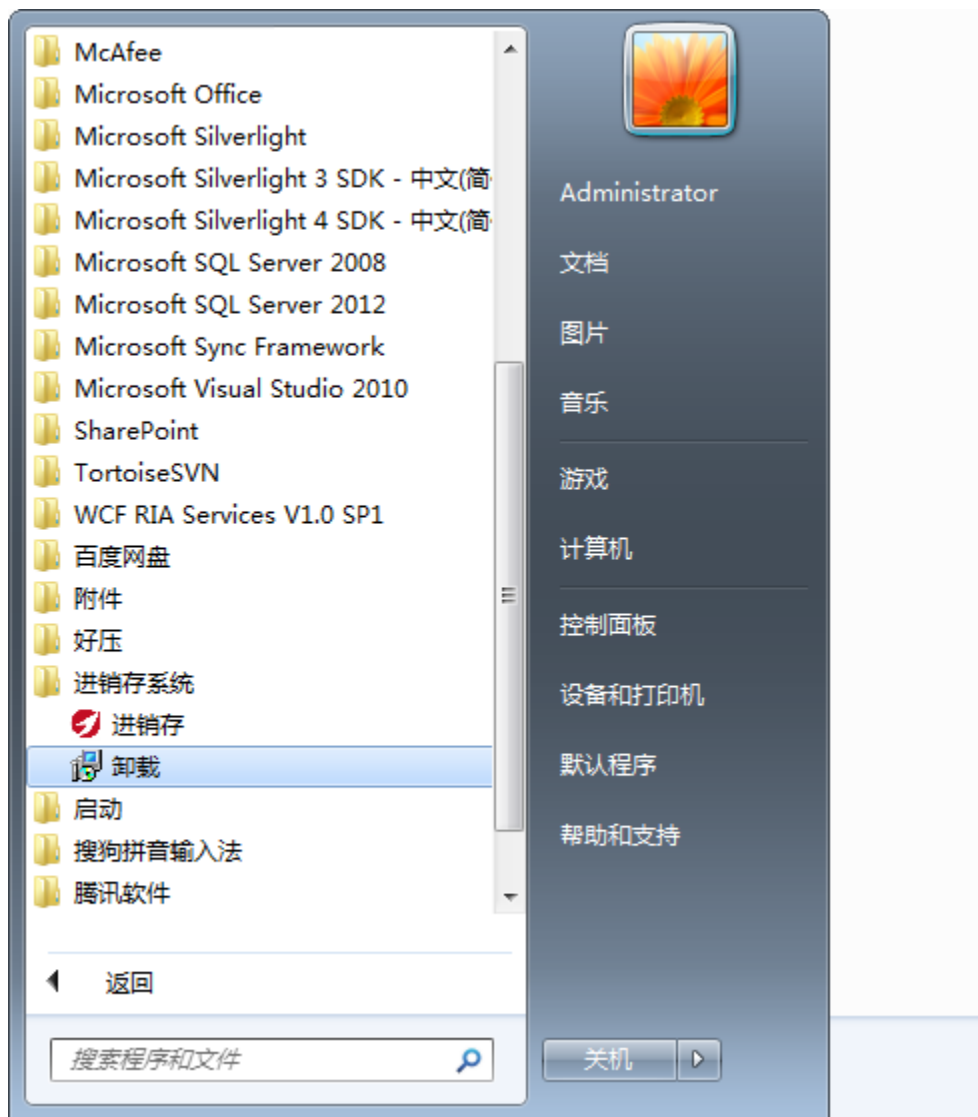 McAfee
Microsoft Office
Microsoft Silverlight
Microsoft Silverlight 3 SDK - 中文(简
Microsoft Silverlight 4 SDK - 中文(简
Microsoft SQL Server 2008
Microsoft SQL Server 2012
Microsoft Sync Framework
Microsoft Visual Studio 2010
SharePoint
TortoiseSVN
WCF RIA Services V1.0 SP1
百度网盘
附件
好压
进销存系统
进销存
卸载
启动
搜狗拼音输入法
腾讯软件
返回
搜索程序和文件
Administrator
文档
图片
音乐
游戏
计算机
控制面板
设备和打印机
默认程序
帮助和支持
关机